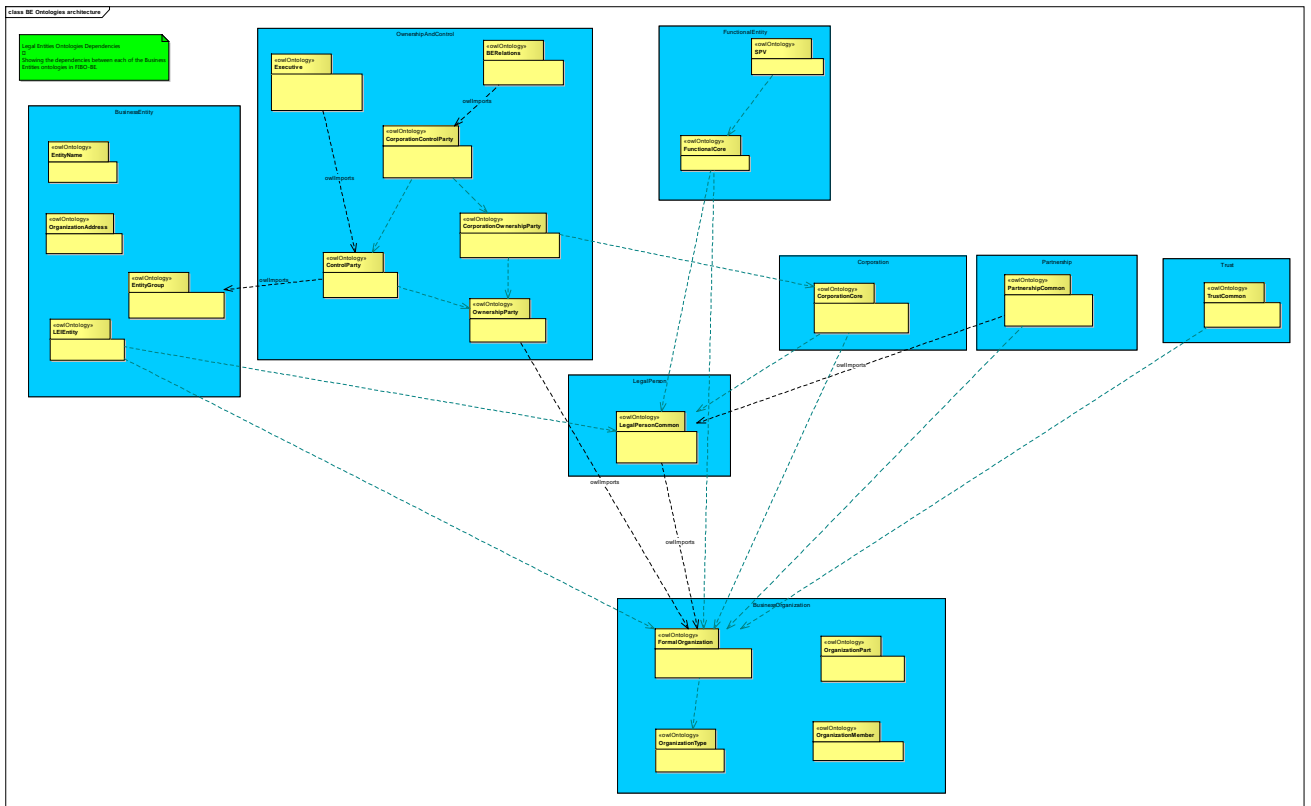 class BE Ontologies architecture
Legal Entities Ontologies Dependencies
Showing the dependencies between each of the Business
Entities ontologies in FIBO-BE.
OwnershipAndControl
«owlOntology»
Executive
«owlOntology»
BERelations
owlImports
«owlOntology»
CorporationControlParty
owlImports
«owlOntology»
CorporationOwnershipParty
«owlOntology»
ControlParty
owlImports
«owlOntology»
OwnershipParty
FunctionalEntity
«owlOntology»
SPV
«owlOntology»
FunctionalCore
BusinessEntity
«owlOntology»
EntityName
«owlOntology»
OrganizationAddress
«owlOntology»
EntityGroup
«owlOntology»
LEIEntity
Corporation
«owlOntology»
CorporationCore
Partnership
«owlOntology»
PartnershipCommon
Trust
«owlOntology»
TrustCommon
owlImports
LegalPerson
«owlOntology»
LegalPersonCommon
owlImports
owlImports
BusinessOrganization
«owlOntology»
FormalOrganization
«owlOntology»
OrganizationPart
«owlOntology»
OrganizationType
«owlOntology»
OrganizationMember